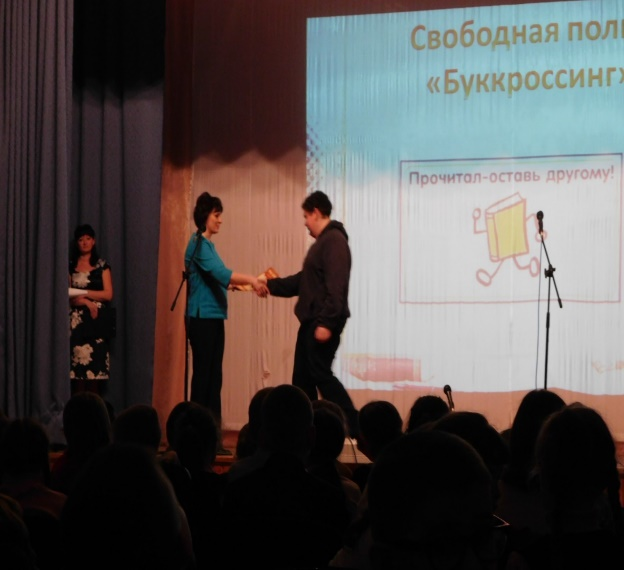 Свободная пол
«Буккроссинг»
Прочитал-оставь другому!